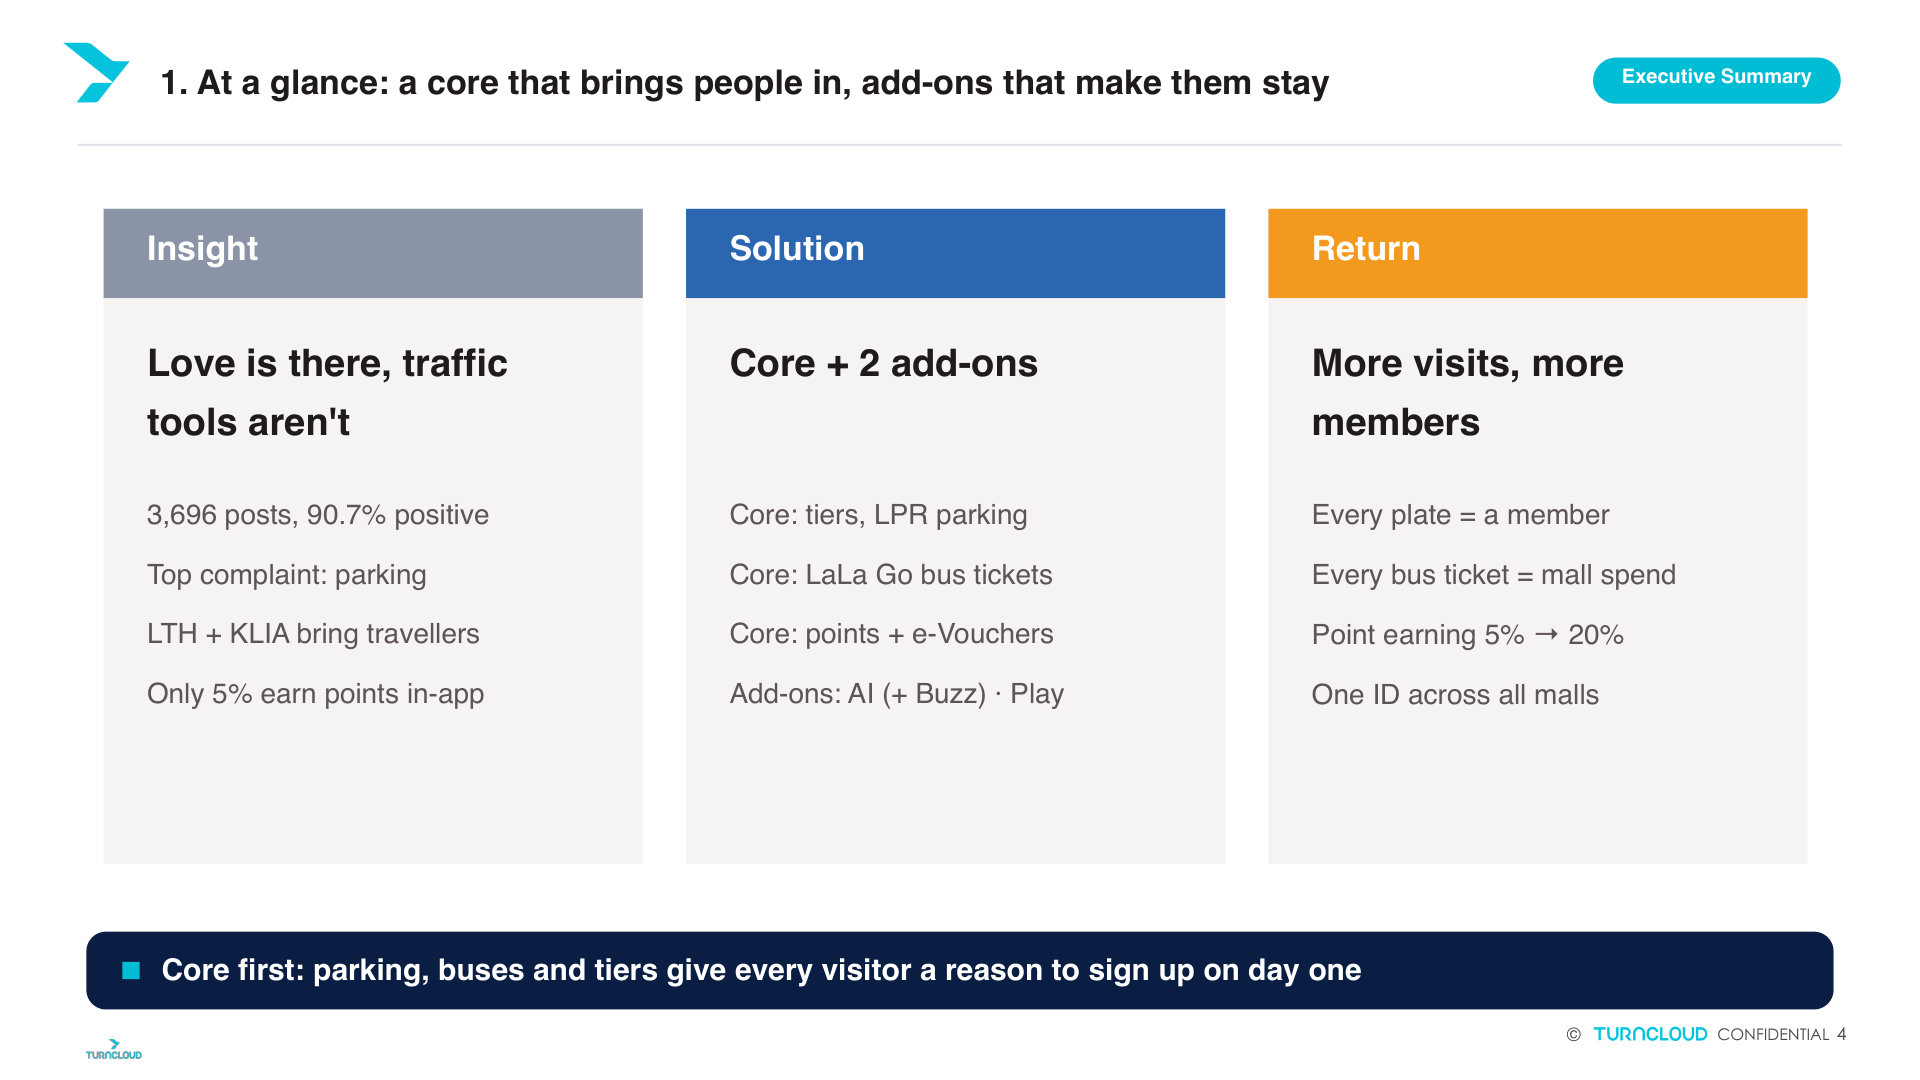 1. At a glance: a core that brings people in, add-ons that make them stay
Executive Summary
Insight
Love is there, traffic
tools aren't
3,696 posts, 90.7% positive
Top complaint: parking
LTH + KLIA bring travellers
Only 5% earn points in-app
Solution
Core + 2 add-ons
Core: tiers, LPR parking
Core: LaLa Go bus tickets
Core: points + e-Vouchers
Add-ons: AI (+ Buzz) · Play
Return
More visits, more
members
Every plate = a member
Every bus ticket = mall spend
Point earning 5% → 20%
One ID across all malls
Core first: parking, buses and tiers give every visitor a reason to sign up on day one
TURNCLOUD
© TURNCLOUD CONFIDENTIAL 4